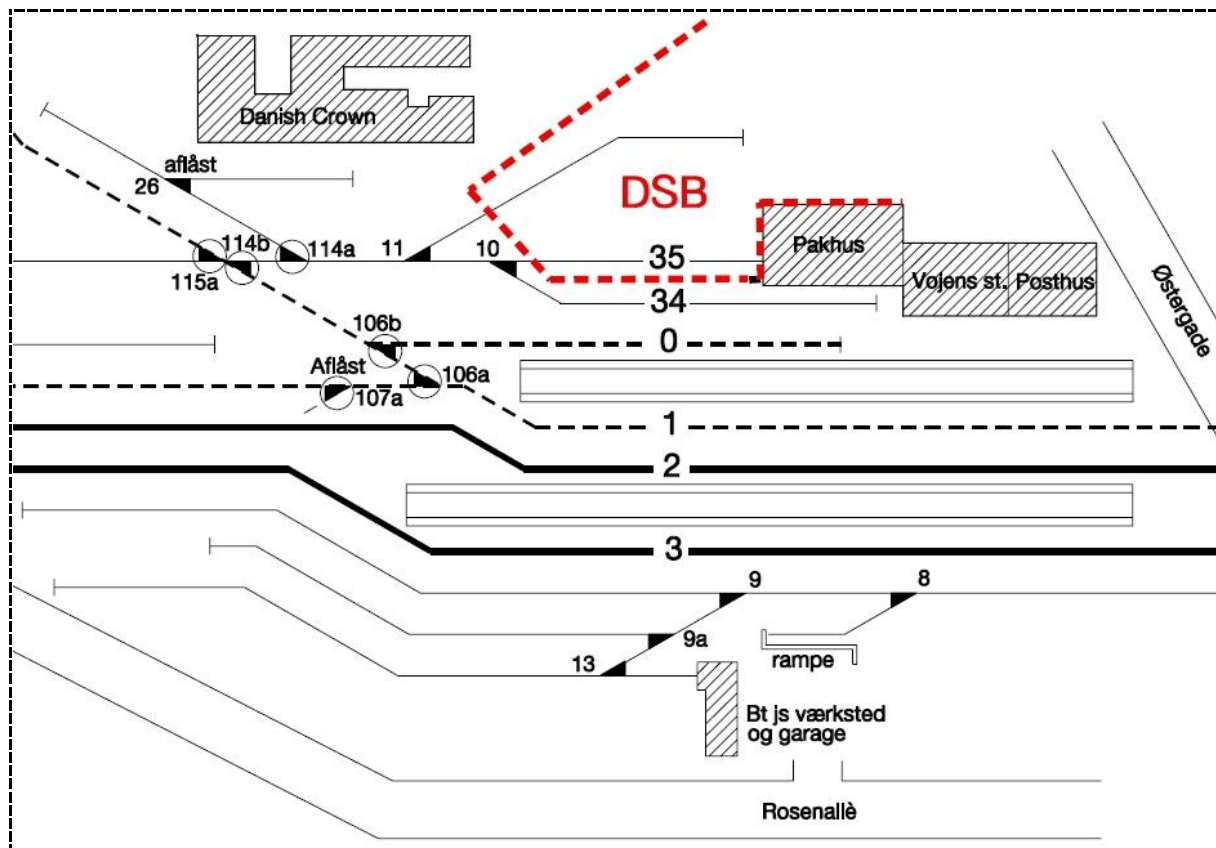 Danish Crown
aflåst
26
DSB
114b
114a
11
10
35
Pakhus
115a
Vojens st.
Posthus
Østergade
34
106b
0
Aflåst
106a
107a
1
2
3
9
8
9a
13
rampe
Bt js værksted
og garage
Rosenallè